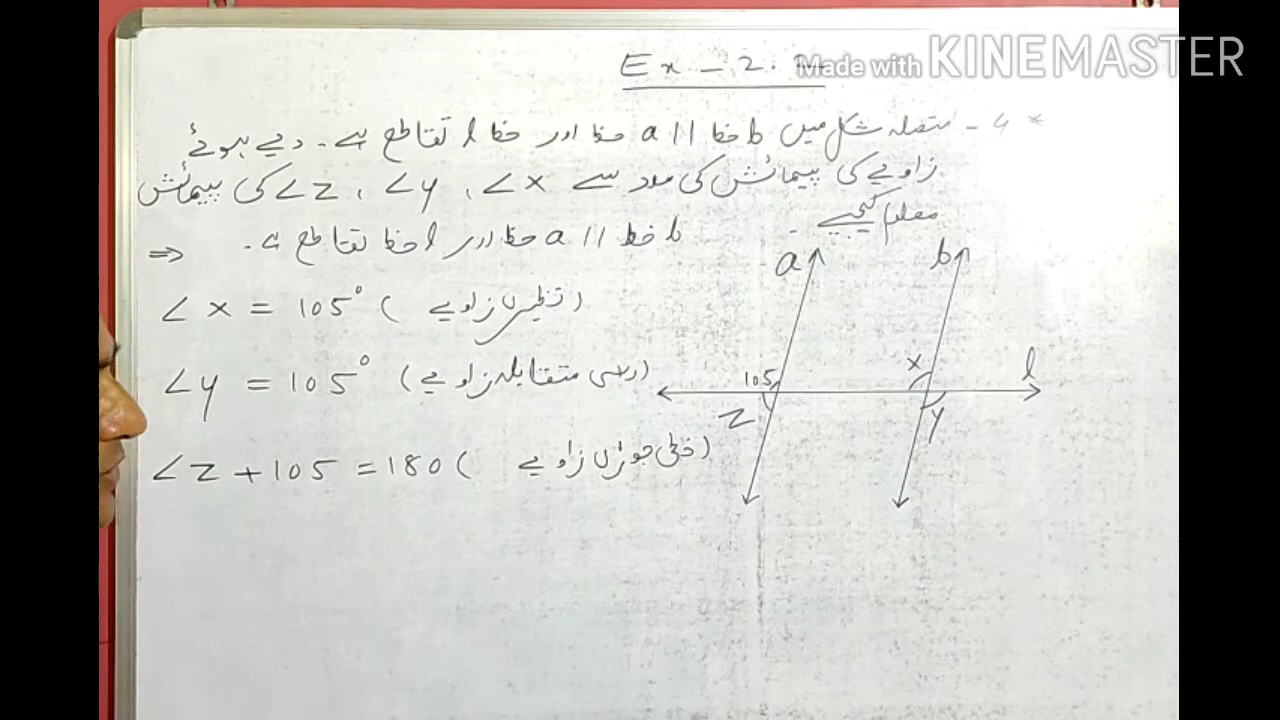 Ex - 2.
Made with KINEMASTER
* 4 - متصلہ شکل میں خط b || خط a اور خط l تقاطع ہے۔ دیے ہوئے
زاویے کی پیمائش کی مدد سے ∠x ، ∠y ، ∠z کی پیمائش
معلوم کیجیے ۔
⇒ خط b || خط a اور خط l تقاطع ہے۔
a
b
∠x = 105° (نظیری زاویے)
∠y = 105° (راسی متقابلہ زاویے)
105
x
l
z
y
∠z + 105 = 180 (خطی جوڑی زاویے)